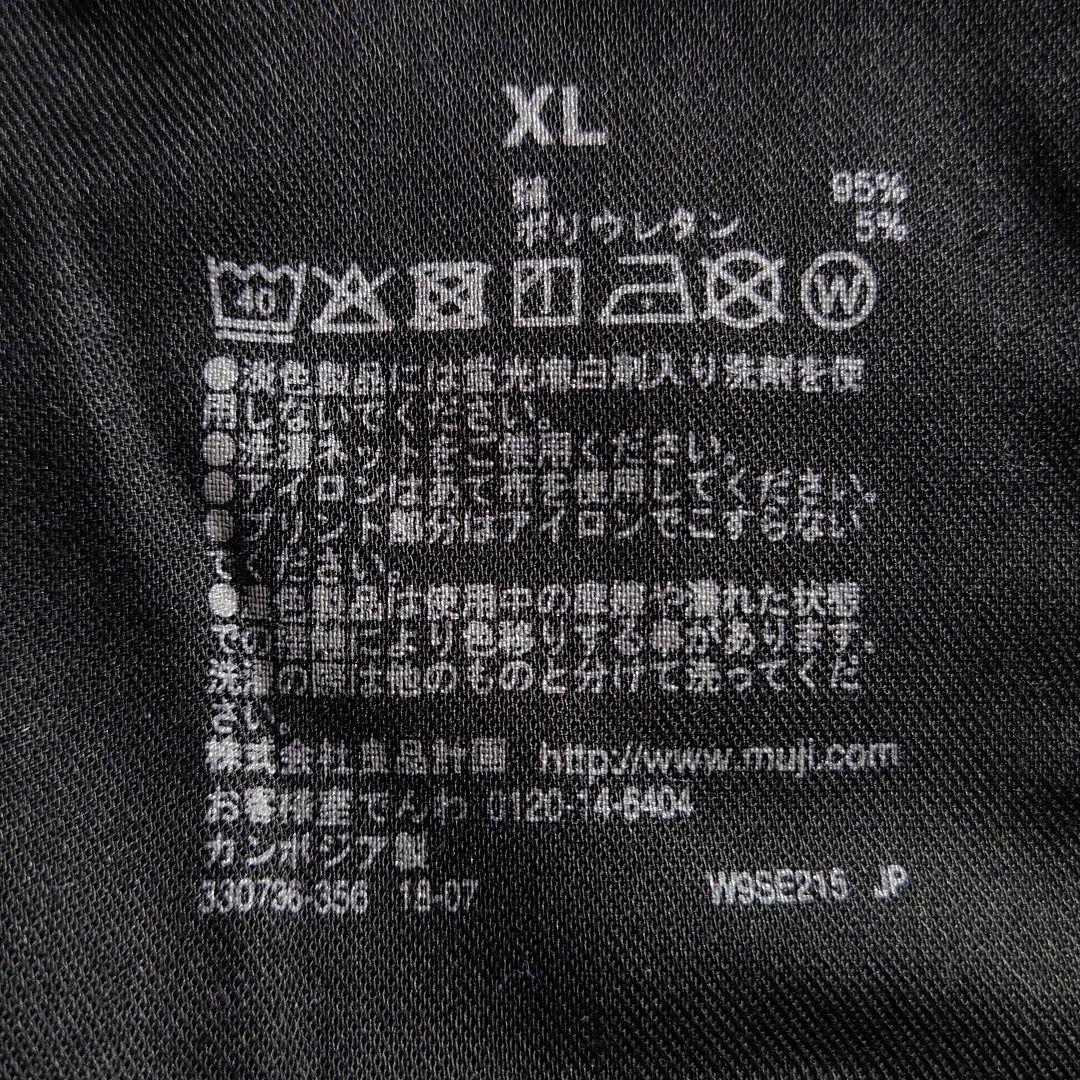 XL
綿 95%
ポリウレタン 5%
40
W
●淡色製品には蛍光増白剤入り洗剤を使
用しないでください。
●洗濯ネットをご使用ください。
●アイロンはあて布を使用してください。
●プリント部分はアイロンでこすらない
でください。
●色製品は使用中の摩擦や濡れた状態
での摩擦により色移りする事があります。
洗濯の際は他のものと分けて洗ってくだ
さい。
株式会社良品計画 http://www.muji.com
お客様室でんわ 0120-14-6404
カンボジア製
330736-356 18-07 W9SE215 JP